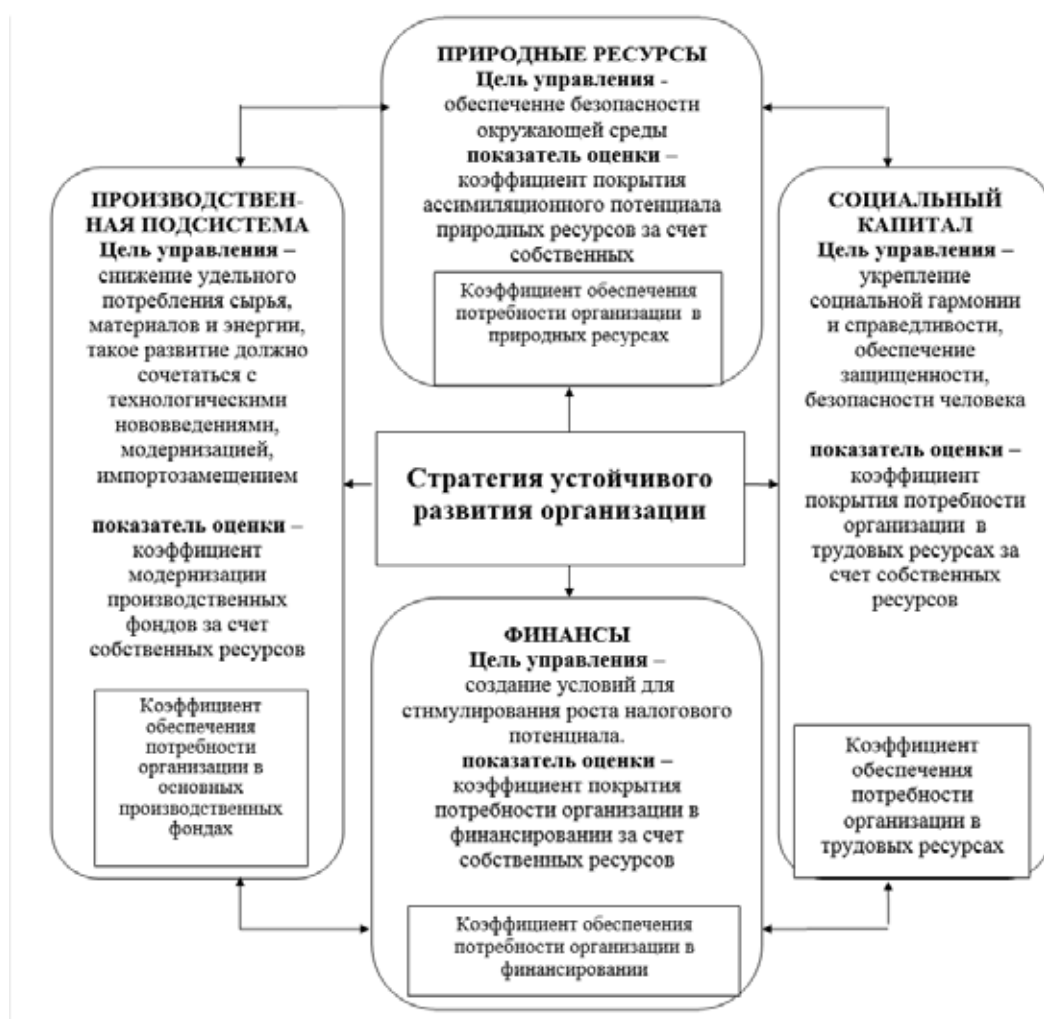 ПРИРОДНЫЕ РЕСУРСЫ
Цель управления -
обеспечение безопасности
окружающей среды
показатель оценки –
коэффициент покрытия
ассимиляционного потенциала
природных ресурсов за счет
собственных
Коэффициент обеспечения
потребности организации в
природных ресурсах
ПРОИЗВОДСТВЕН-
НАЯ ПОДСИСТЕМА
Цель управления –
снижение удельного
потребления сырья,
материалов и энергии,
такое развитие должно
сочетаться с
технологическими
нововведениями,
модернизацией,
импортозамещением
показатель оценки –
коэффициент
модернизации
производственных
фондов за счет
собственных ресурсов
Коэффициент
обеспечения
потребности
организации в
основных
производственных
фондах
Стратегия устойчивого
развития организации
СОЦИАЛЬНЫЙ
КАПИТАЛ
Цель управления –
укрепление
социальной гармонии
и справедливости,
обеспечение
защищенности,
безопасности человека
показатель оценки –
коэффициент
покрытия потребности
организации в
трудовых ресурсах за
счет собственных
ресурсов
Коэффициент
обеспечения
потребности
организации в
трудовых ресурсах
ФИНАНСЫ
Цель управления –
создание условий для
стимулирования роста налогового
потенциала.
показатель оценки –
коэффициент покрытия
потребности организации в
финансировании за счет
собственных ресурсов
Коэффициент обеспечения
потребности организации в
финансировании